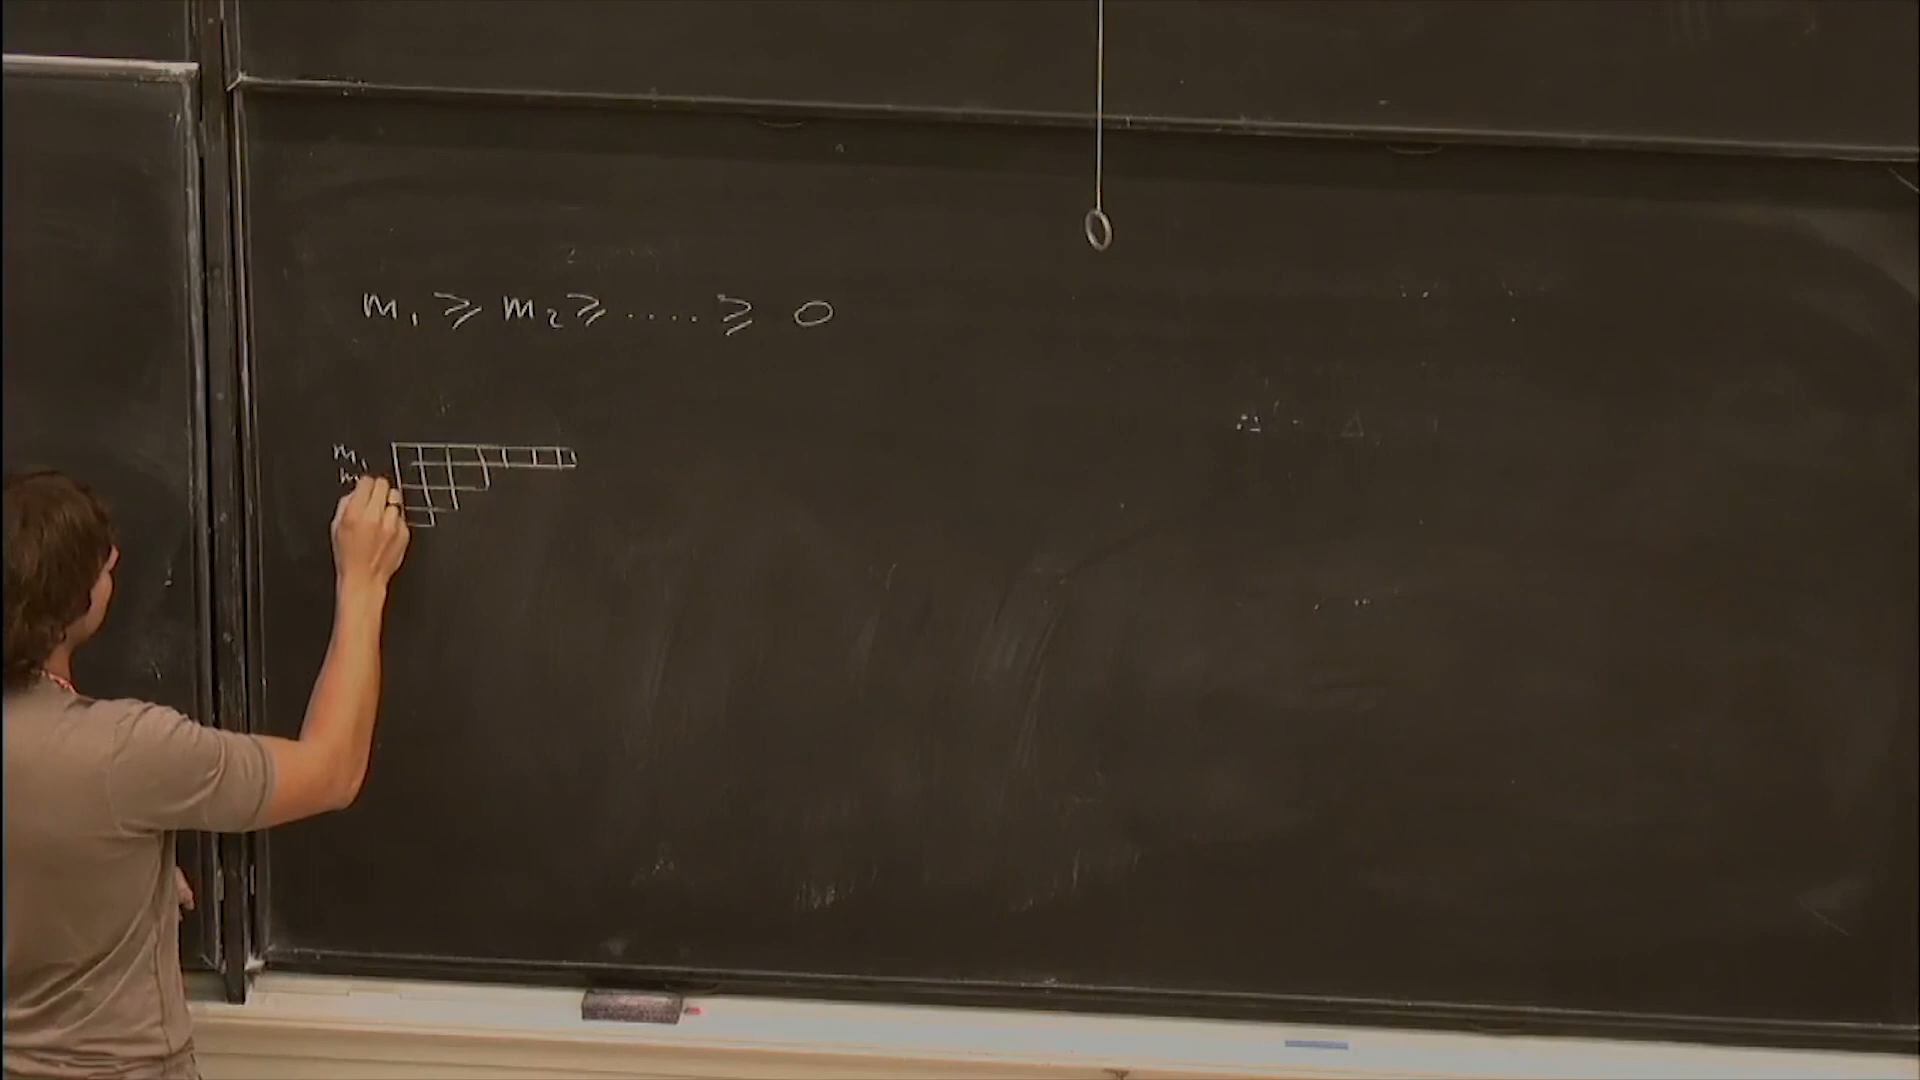 m₁ ⩾ m₂ ⩾ .... ⩾ 0
m₁